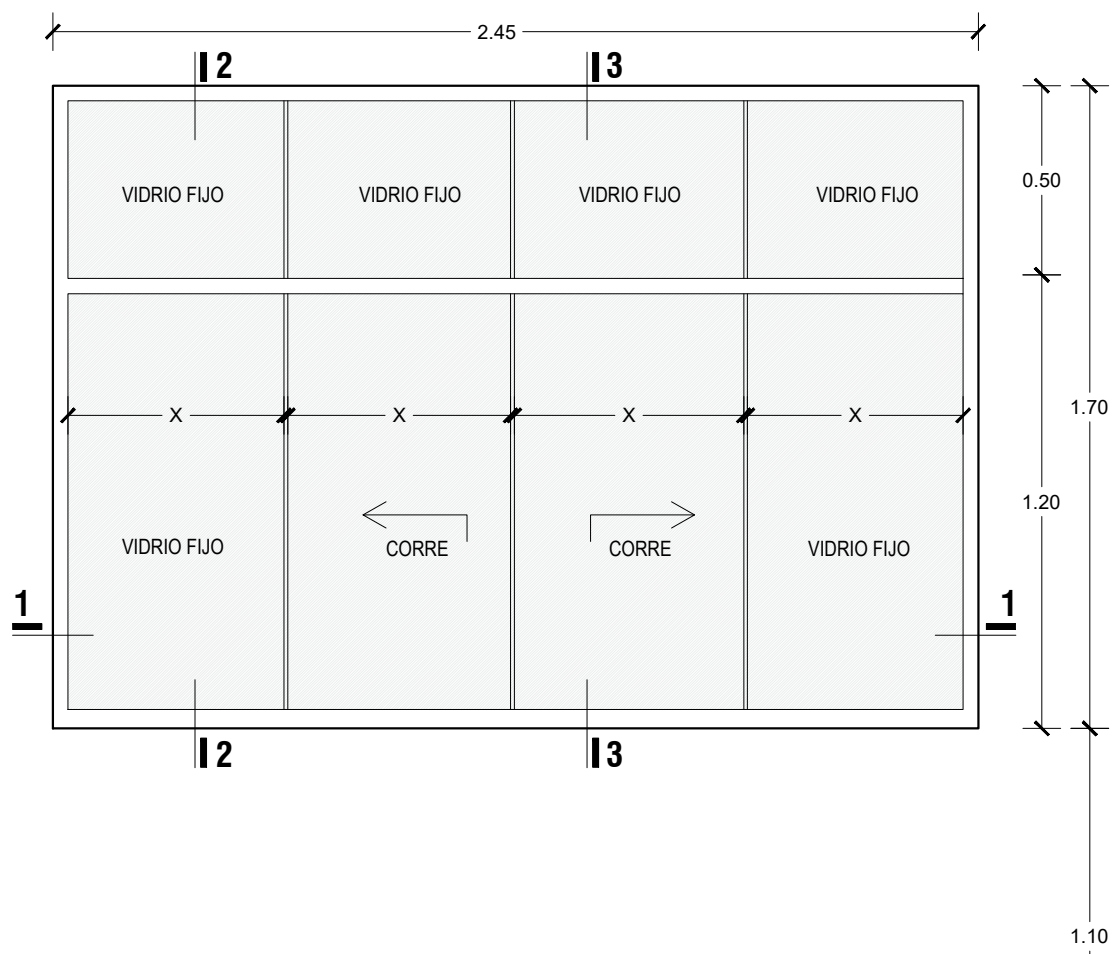 2.45
2 3
VIDRIO FIJO VIDRIO FIJO VIDRIO FIJO VIDRIO FIJO
0.50
X X X X
1.70
1.20
VIDRIO FIJO CORRE CORRE VIDRIO FIJO
1 1
2 3
1.10